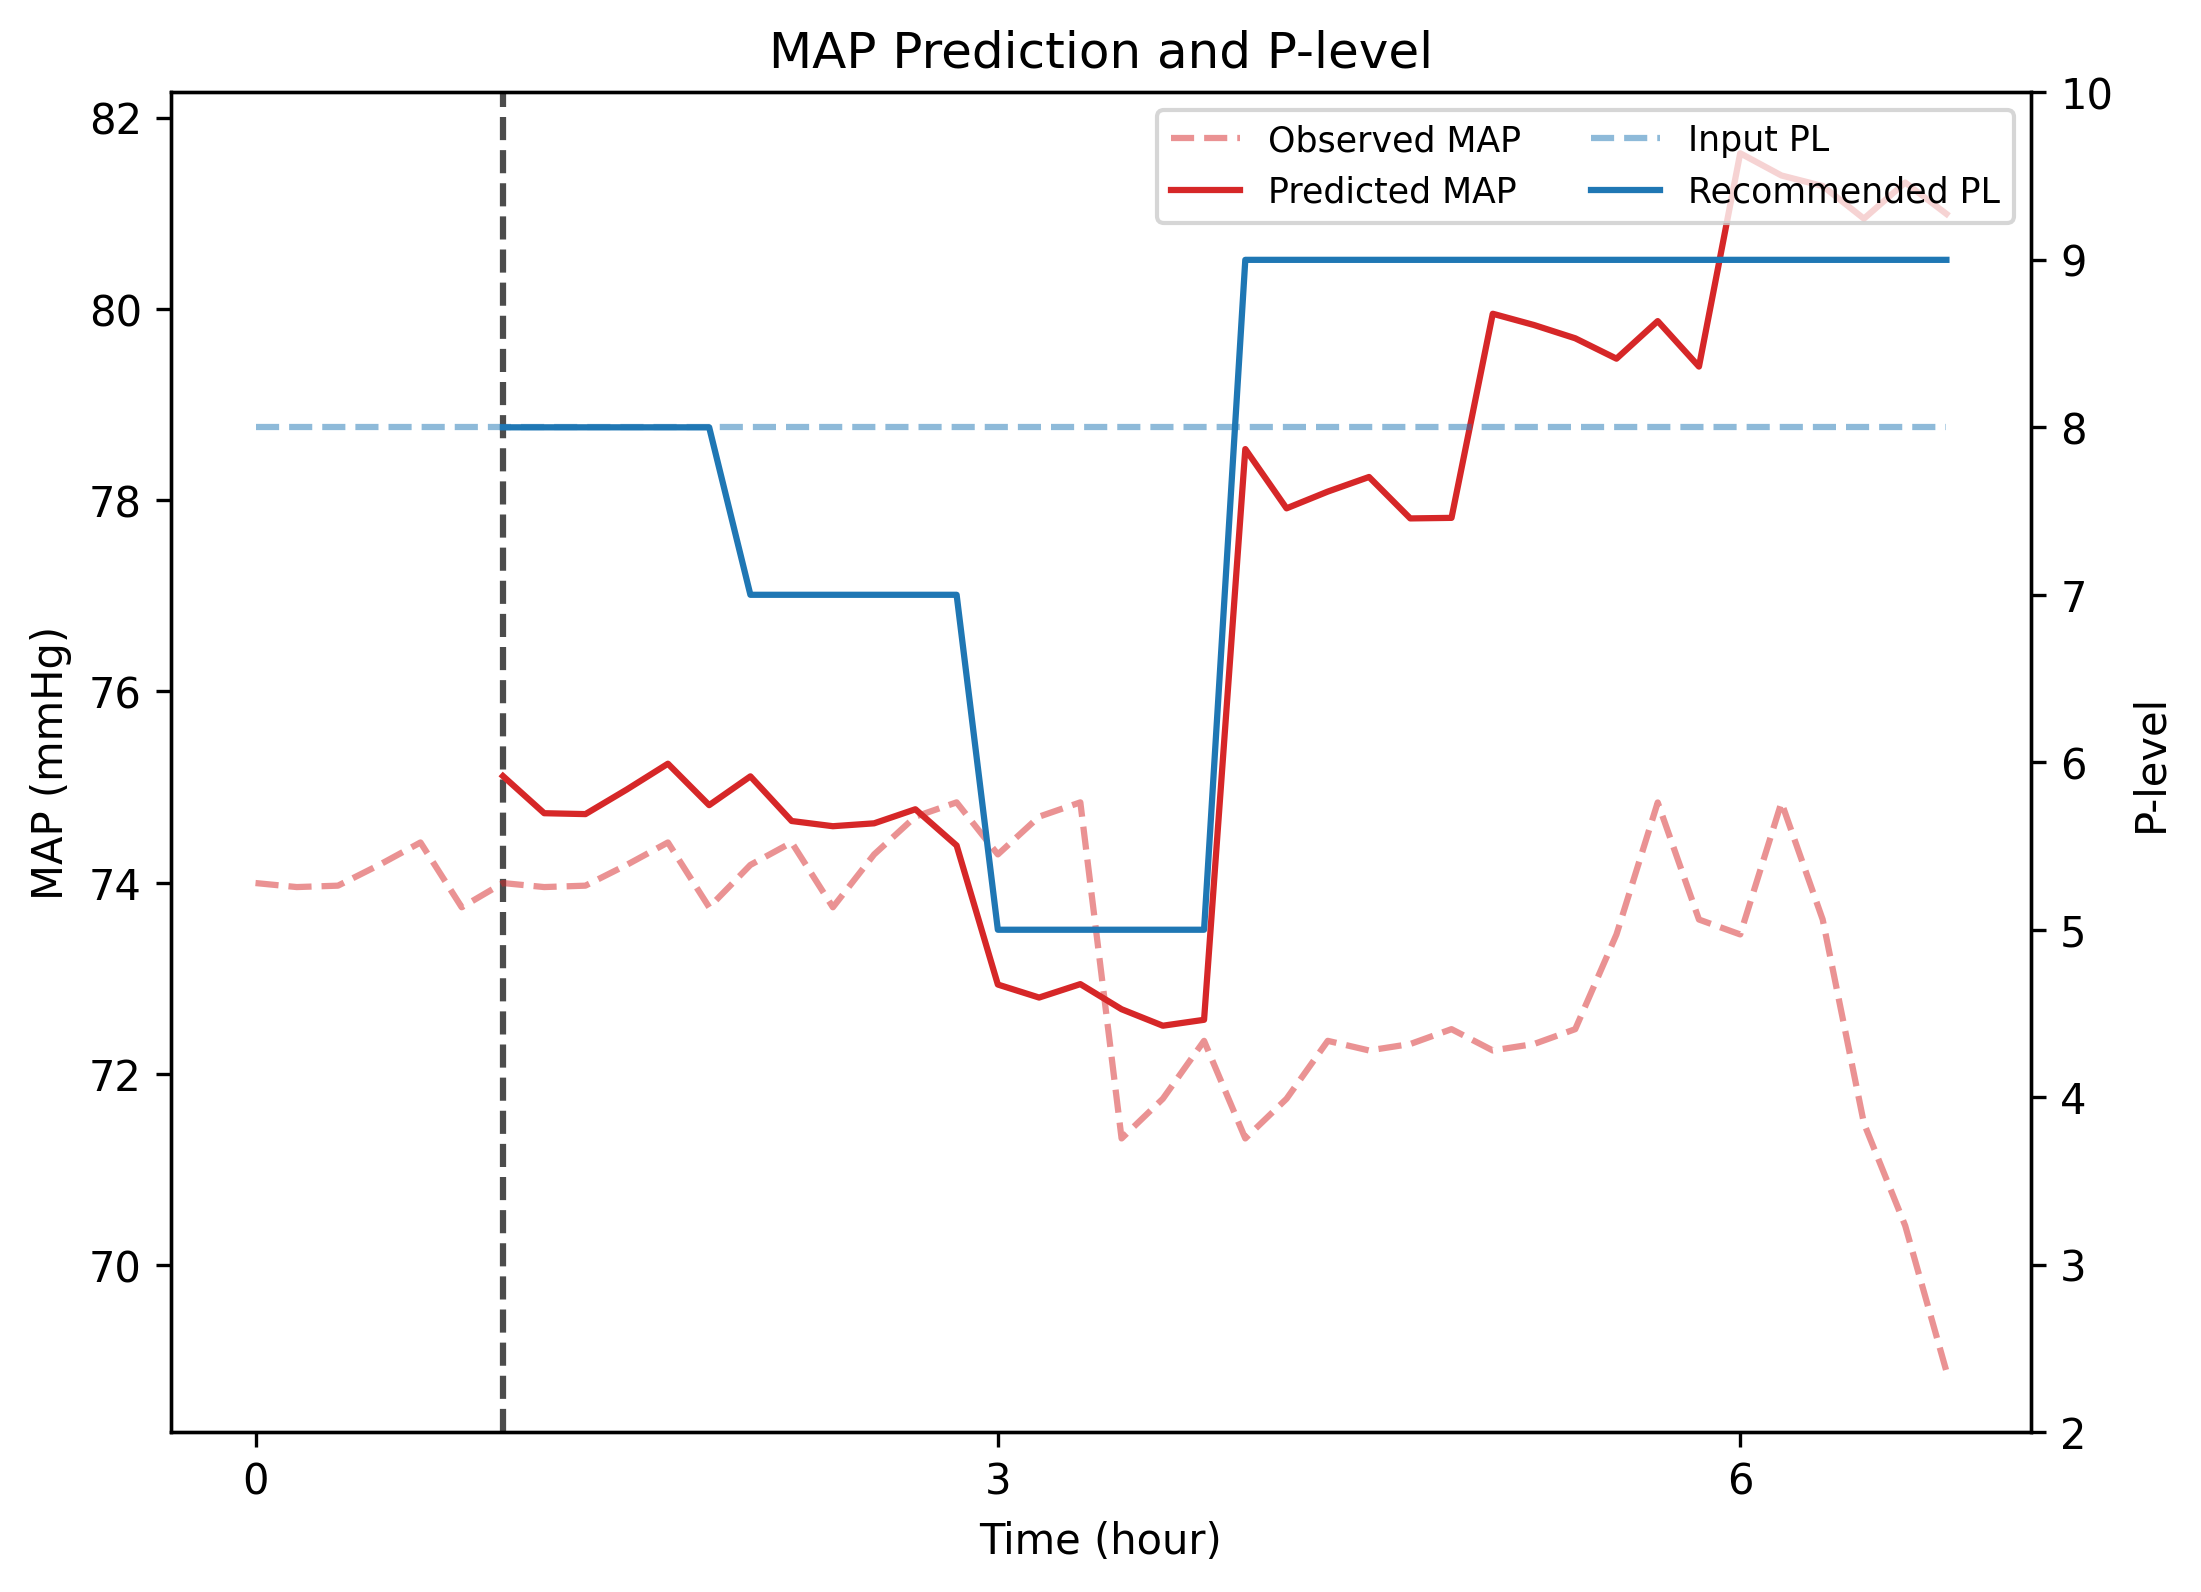 MAP Prediction and P-level
Observed MAP
Predicted MAP
Input PL
Recommended PL
MAP (mmHg)
82
80
78
76
74
72
70
P-level
10
9
8
7
6
5
4
3
2
0 3 6
Time (hour)